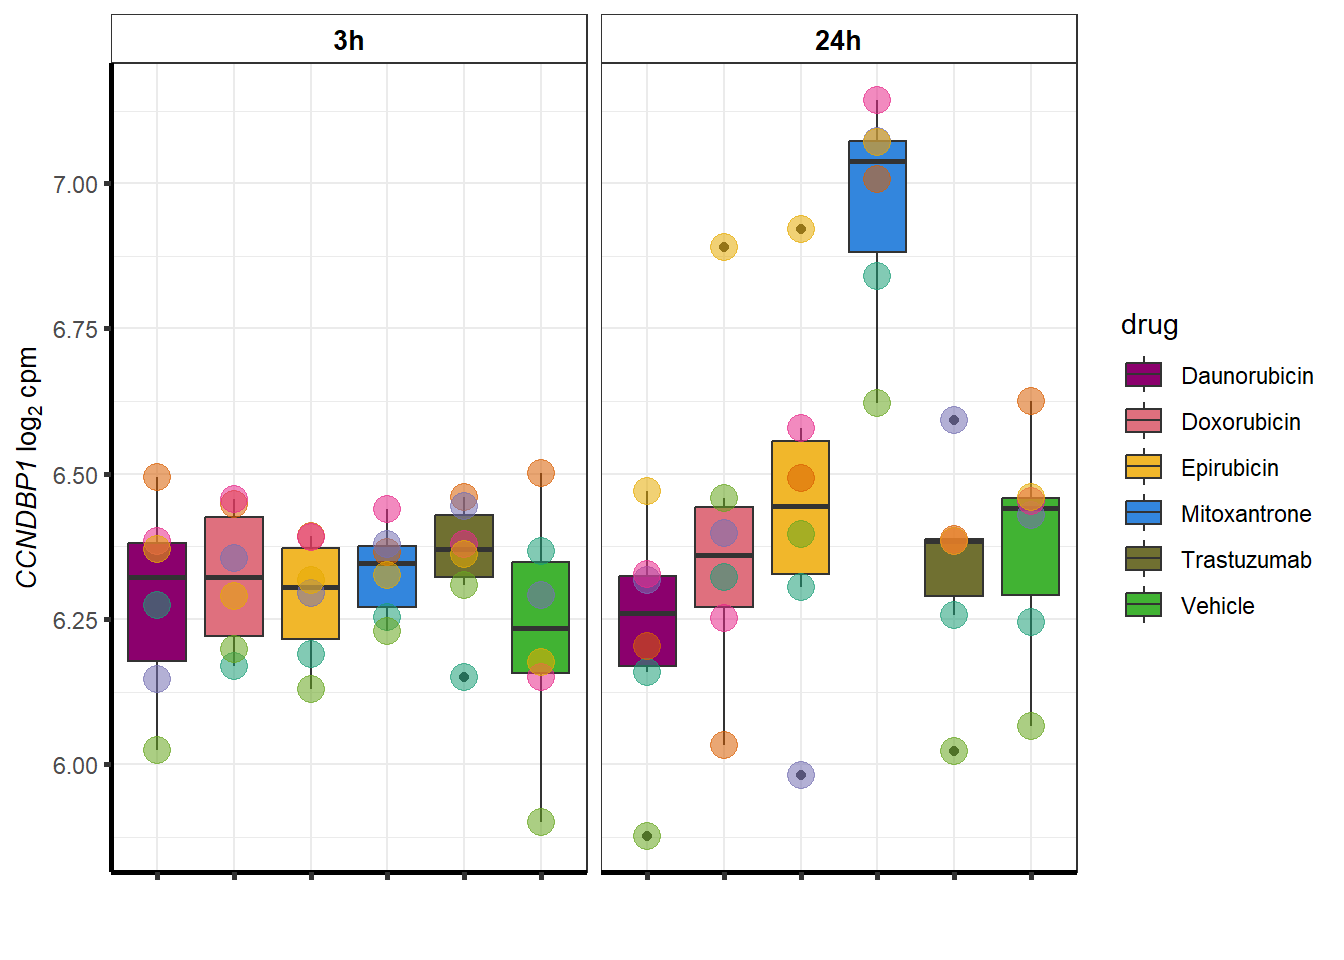 3h
24h
7.00
6.75
6.50
6.25
6.00
CCNDBP1 log₂ cpm
drug
Daunorubicin
Doxorubicin
Epirubicin
Mitoxantrone
Trastuzumab
Vehicle